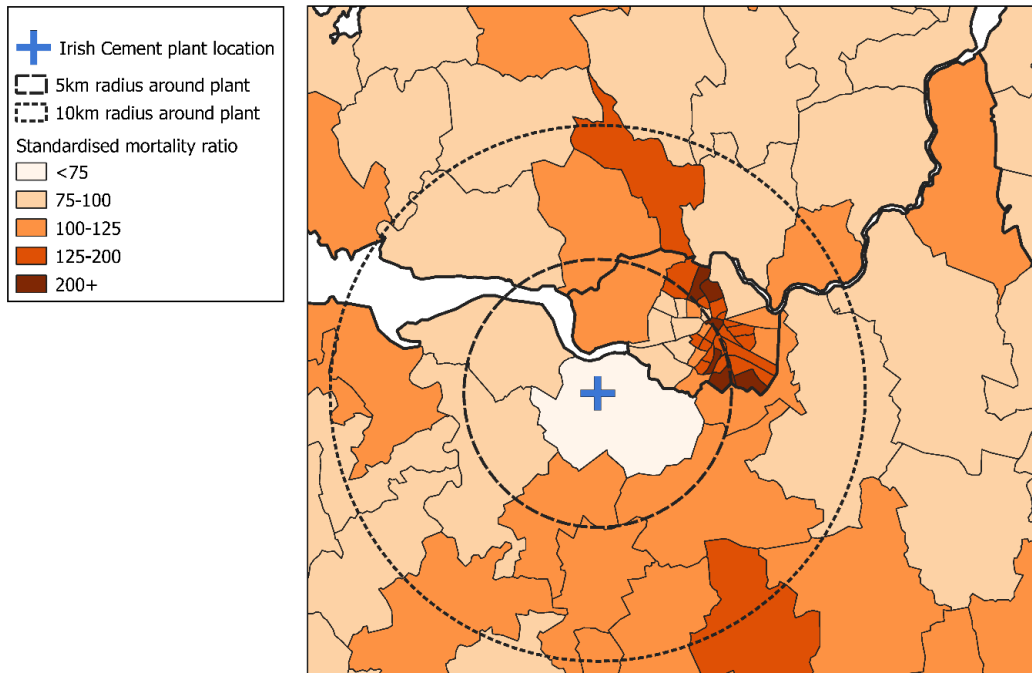 Irish Cement plant location
5km radius around plant
10km radius around plant
Standardised mortality ratio
<75
75-100
100-125
125-200
200+